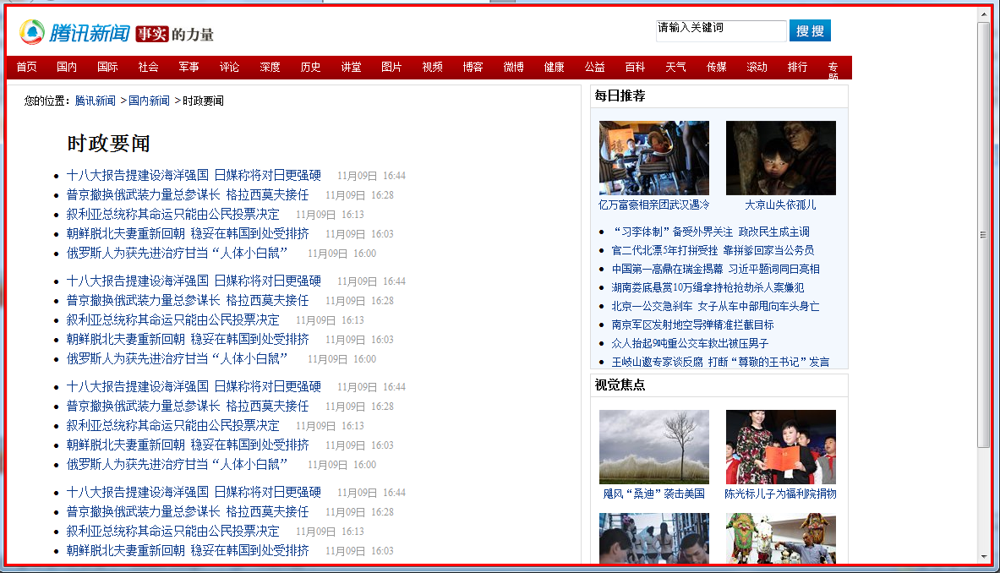 腾讯新闻 事实的力量
请输入关键词 搜搜
首页 国内 国际 社会 军事 评论 深度 历史 讲堂 图片 视频 博客 微博 健康 公益 百科 天气 传媒 滚动 排行 专题
您的位置：腾讯新闻 >国内新闻 >时政要闻
时政要闻
十八大报告提建设海洋强国 日媒称将对日更强硬 11月09日 16:44
普京撤换俄武装力量总参谋长 格拉西莫夫接任 11月09日 16:28
叙利亚总统称其命运只能由公民投票决定 11月09日 16:13
朝鲜脱北夫妻重新回朝 稳妥在韩国到处受排挤 11月09日 16:03
俄罗斯人为获先进治疗甘当“人体小白鼠” 11月09日 16:00
十八大报告提建设海洋强国 日媒称将对日更强硬 11月09日 16:44
普京撤换俄武装力量总参谋长 格拉西莫夫接任 11月09日 16:28
叙利亚总统称其命运只能由公民投票决定 11月09日 16:13
朝鲜脱北夫妻重新回朝 稳妥在韩国到处受排挤 11月09日 16:03
俄罗斯人为获先进治疗甘当“人体小白鼠” 11月09日 16:00
十八大报告提建设海洋强国 日媒称将对日更强硬 11月09日 16:44
普京撤换俄武装力量总参谋长 格拉西莫夫接任 11月09日 16:28
叙利亚总统称其命运只能由公民投票决定 11月09日 16:13
朝鲜脱北夫妻重新回朝 稳妥在韩国到处受排挤 11月09日 16:03
俄罗斯人为获先进治疗甘当“人体小白鼠” 11月09日 16:00
十八大报告提建设海洋强国 日媒称将对日更强硬 11月09日 16:44
普京撤换俄武装力量总参谋长 格拉西莫夫接任 11月09日 16:28
叙利亚总统称其命运只能由公民投票决定 11月09日 16:13
朝鲜脱北夫妻重新回朝 稳妥在韩国到处受排挤 11月09日 16:03
每日推荐
亿万富豪相亲团武汉遇冷 大凉山失依孤儿
“习李体制”备受外界关注 政改民生成主调
官二代北漂5年打拼受挫 靠拼爹回家当公务员
中国第一高鼎在瑞金揭幕 习近平题词同日亮相
湖南娄底悬赏10万缉拿持枪抢劫杀人案嫌犯
北京一公交急刹车 女子从车中部甩向车头身亡
南京军区发射地空导弹精准拦截目标
众人抬起9吨重公交车救出被压男子
王岐山邀专家谈反腐 打断“尊敬的王书记”发言
视觉焦点
飓风“桑迪”袭击美国 陈光标儿子为福利院捐物